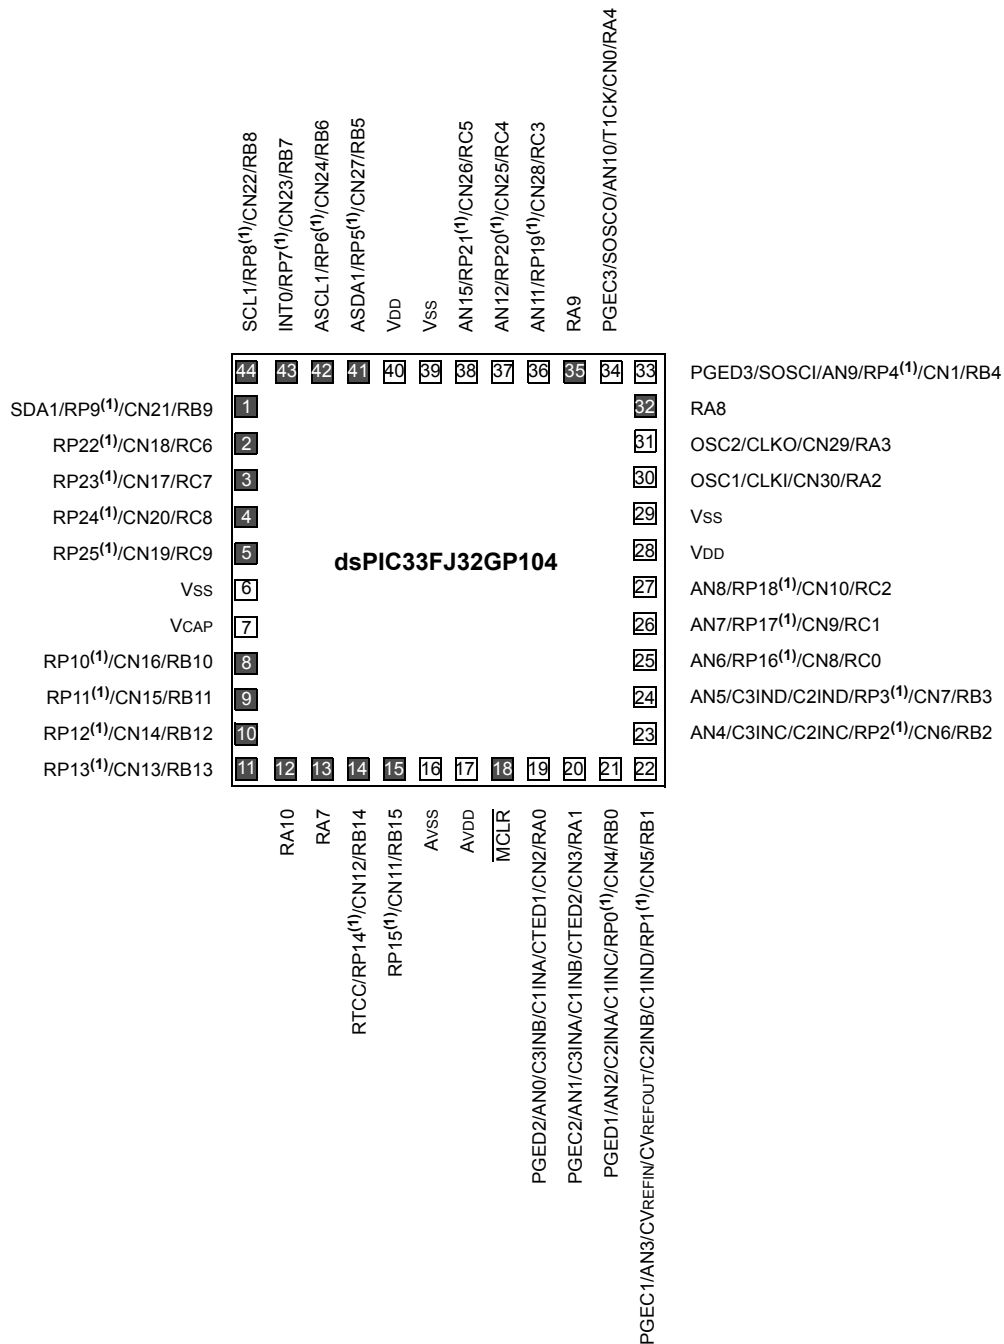 SCL1/RP8(1)/CN22/RB8
INT0/RP7(1)/CN23/RB7
ASCL1/RP6(1)/CN24/RB6
ASDA1/RP5(1)/CN27/RB5
VDD
VSS
AN15/RP21(1)/CN26/RC5
AN12/RP20(1)/CN25/RC4
AN11/RP19(1)/CN28/RC3
RA9
PGEC3/SOSCO/AN10/T1CK/CN0/RA4
44 43 42 41 40 39 38 37 36 35 34 33 PGED3/SOSCI/AN9/RP4(1)/CN1/RB4
SDA1/RP9(1)/CN21/RB9 1 32 RA8
RP22(1)/CN18/RC6 2 31 OSC2/CLKO/CN29/RA3
RP23(1)/CN17/RC7 3 30 OSC1/CLKI/CN30/RA2
RP24(1)/CN20/RC8 4 29 VSS
RP25(1)/CN19/RC9 5 dsPIC33FJ32GP104 28 VDD
VSS 6 27 AN8/RP18(1)/CN10/RC2
VCAP 7 26 AN7/RP17(1)/CN9/RC1
RP10(1)/CN16/RB10 8 25 AN6/RP16(1)/CN8/RC0
RP11(1)/CN15/RB11 9 24 AN5/C3IND/C2IND/RP3(1)/CN7/RB3
RP12(1)/CN14/RB12 10 23 AN4/C3INC/C2INC/RP2(1)/CN6/RB2
RP13(1)/CN13/RB13 11 12 13 14 15 16 17 18 19 20 21 22
RA10
RA7
RTCC/RP14(1)/CN12/RB14
RP15(1)/CN11/RB15
AVSS
AVDD
MCLR
PGED2/AN0/C3INB/C1INA/CTED1/CN2/RA0
PGEC2/AN1/C3INA/C1INB/CTED2/CN3/RA1
PGED1/AN2/C2INA/C1INC/RP0(1)/CN4/RB0
PGEC1/AN3/CVREFIN/CVREFOUT/C2INB/C1IND/RP1(1)/CN5/RB1